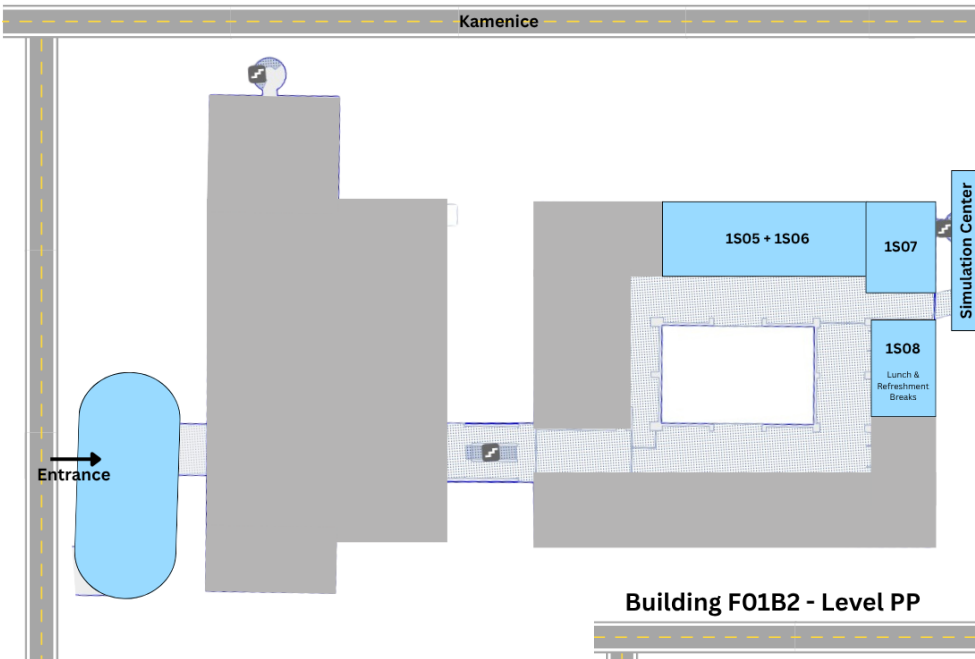 Kamenice
1S05 + 1S06
1S07
Simulation Center
1S08
Lunch &
Refreshment
Breaks
Entrance
Building F01B2 - Level PP